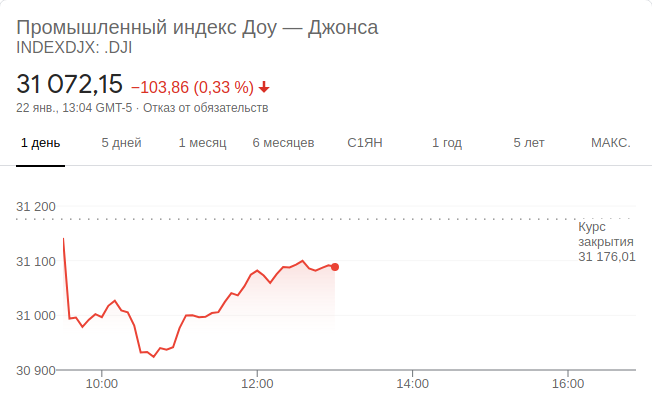 Промышленный индекс Доу — Джонса
INDEXDJX: .DJI
31 072,15 −103,86 (0,33 %)
22 янв., 13:04 GMT-5 · Отказ от обязательств
1 день 5 дней 1 месяц 6 месяцев С1ЯН 1 год 5 лет МАКС.
31 200
Курс
закрытия
31 176,01
31 100
31 000
30 900
10:00 12:00 14:00 16:00